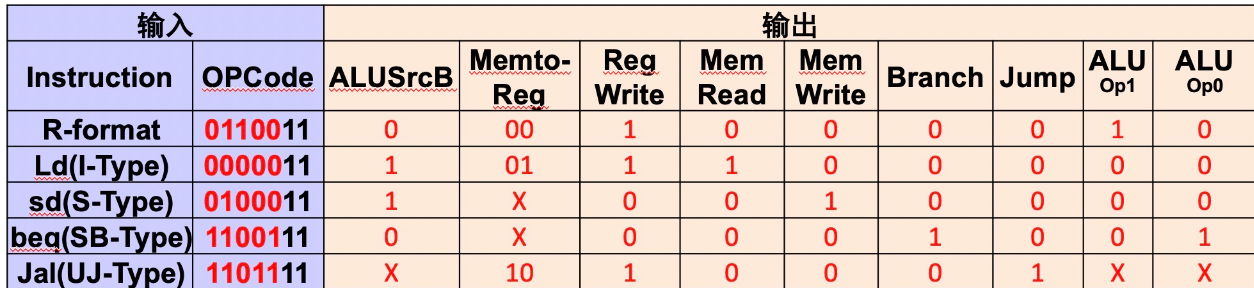 输入 输出
Instruction OPCode ALUSrcB Memto-Reg Reg Write Mem Read Mem Write Branch Jump ALU Op1 ALU Op0
R-format 0110011 0 00 1 0 0 0 0 1 0
Ld(I-Type) 0000011 1 01 1 1 0 0 0 0 0
sd(S-Type) 0100011 1 X 0 0 1 0 0 0 0
beq(SB-Type) 1100111 0 X 0 0 0 1 0 0 1
Jal(UJ-Type) 1101111 X 10 1 0 0 0 1 X X